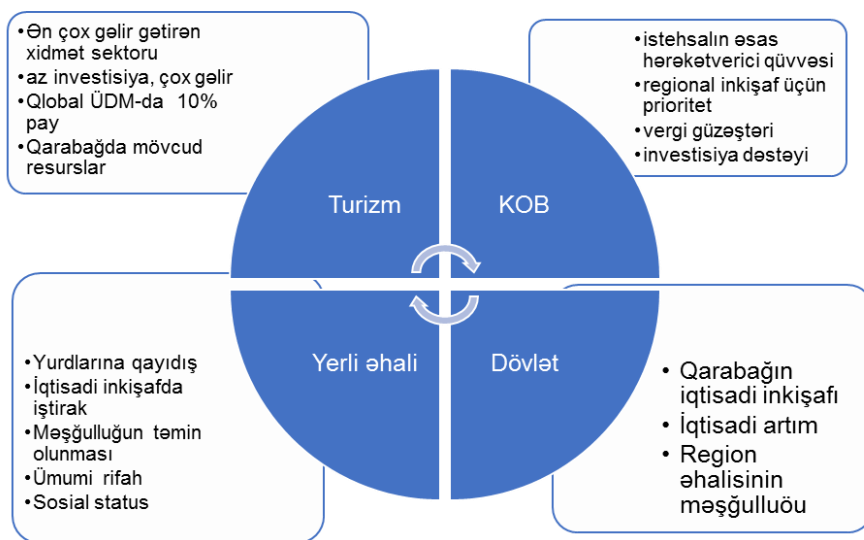 •Ən çox gəlir gətirən
xidmət sektoru
•az investisiya, çox gəlir
•Qlobal ÜDM-da 10%
pay
•Qarabağda mövcud
resurslar
•istehsalın əsas
hərəkətverici qüvvəsi
•regional inkişaf üçün
prioritet
•vergi güzəştəri
•investisiya dəstəyi
Turizm
KOB
Yerli əhali
Dövlət
•Yurdlarına qayıdış
•İqtisadi inkişafda
iştirak
•Məşğulluğun təmin
olunması
•Ümumi rifah
•Sosial status
• Qarabağın
iqtisadi inkişafı
• İqtisadi artım
• Region
əhalisinin
məşğulluöu